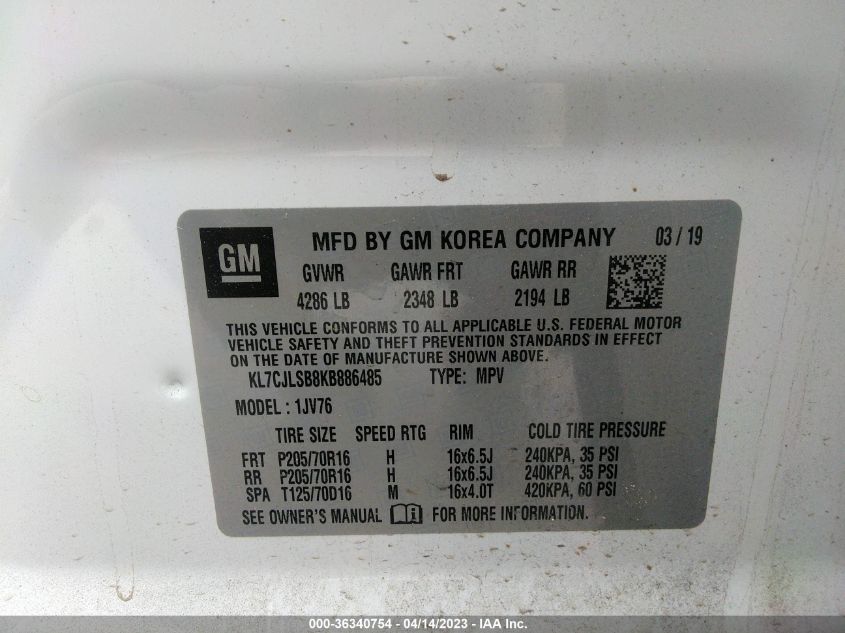 GM
MFD BY GM KOREA COMPANY 03 / 19
GVWR GAWR FRT GAWR RR
4286 LB 2348 LB 2194 LB
THIS VEHICLE CONFORMS TO ALL APPLICABLE U.S. FEDERAL MOTOR
VEHICLE SAFETY AND THEFT PREVENTION STANDARDS IN EFFECT
ON THE DATE OF MANUFACTURE SHOWN ABOVE.
KL7CJLSB8KB886485 TYPE: MPV
MODEL : 1JV76
TIRE SIZE SPEED RTG RIM COLD TIRE PRESSURE
FRT P205/70R16 H 16x6.5J 240KPA, 35 PSI
RR P205/70R16 H 16x6.5J 240KPA, 35 PSI
SPA T125/70D16 M 16x4.0T 420KPA, 60 PSI
SEE OWNER'S MANUAL FOR MORE INFORMATION.
000-36340754 - 04/14/2023 - IAA Inc.